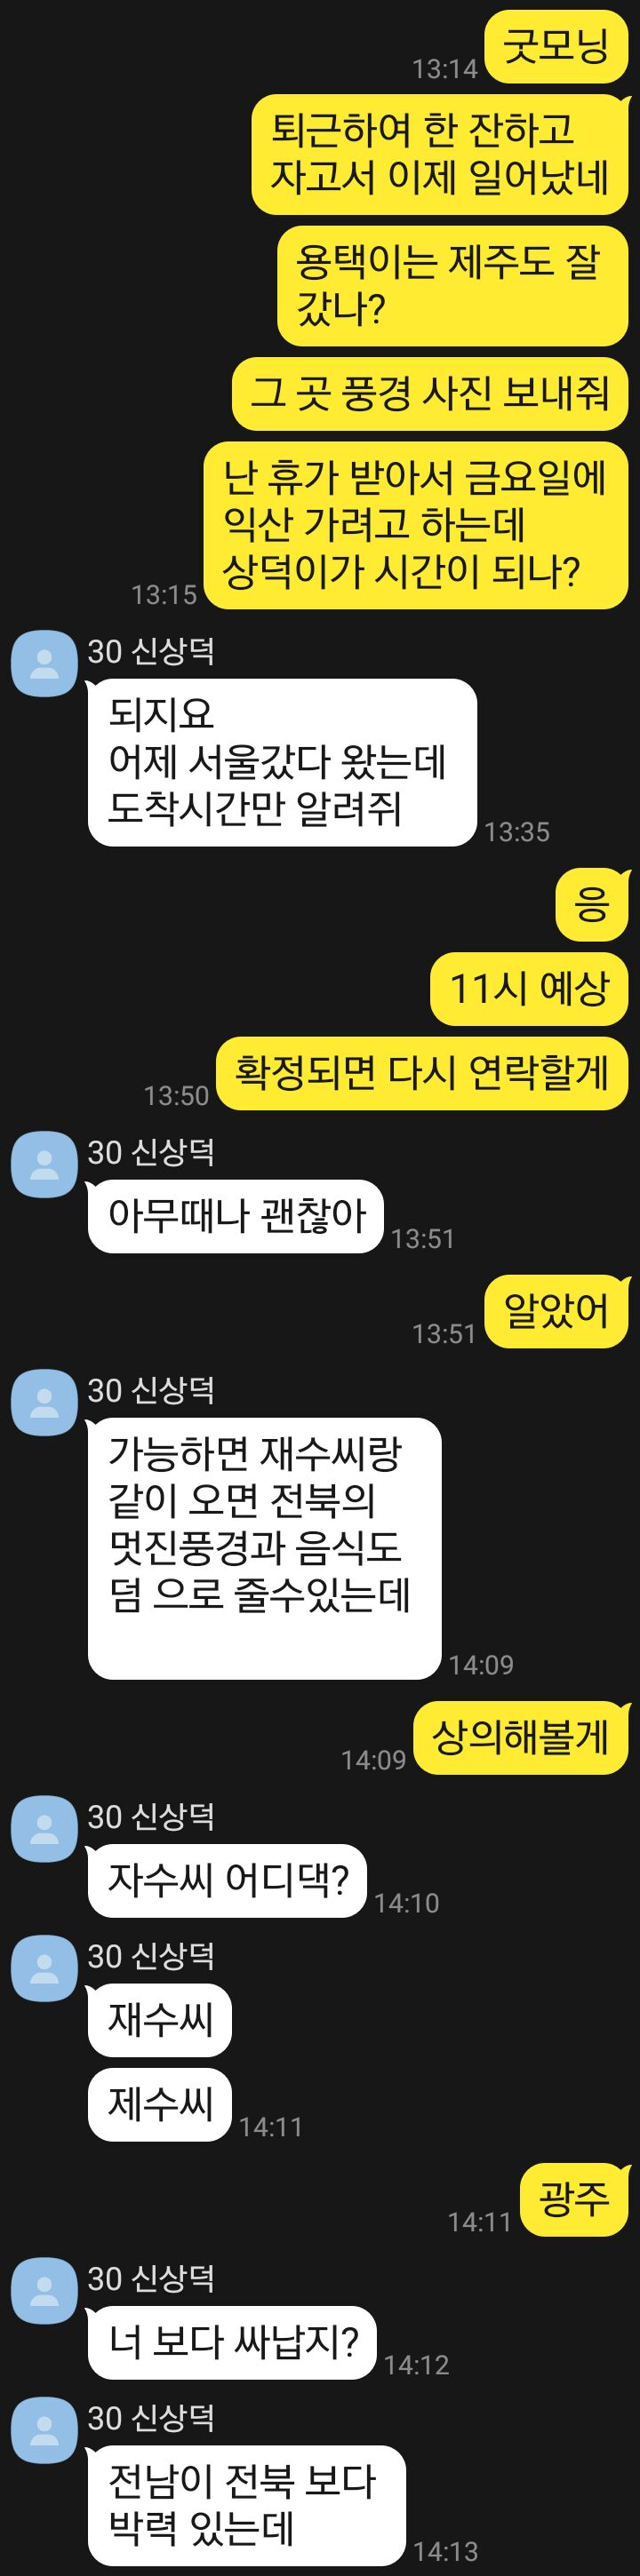 굿모닝
13:14
퇴근하여 한 잔하고
자고서 이제 일어났네
용택이는 제주도 잘
갔나?
그 곳 풍경 사진 보내줘
난 휴가 받아서 금요일에
익산 가려고 하는데
상덕이가 시간이 되나?
13:15
30 신상덕
되지요
어제 서울갔다 왔는데
도착시간만 알려쥐
13:35
응
11시 예상
확정되면 다시 연락할게
13:50
30 신상덕
아무때나 괜찮아
13:51
알았어
13:51
30 신상덕
가능하면 재수씨랑
같이 오면 전북의
멋진풍경과 음식도
덤 으로 줄수있는데
14:09
상의해볼게
14:09
30 신상덕
자수씨 어디댁?
14:10
30 신상덕
재수씨
제수씨
14:11
광주
14:11
30 신상덕
너 보다 싸납지?
14:12
30 신상덕
전남이 전북 보다
박력 있는데
14:13